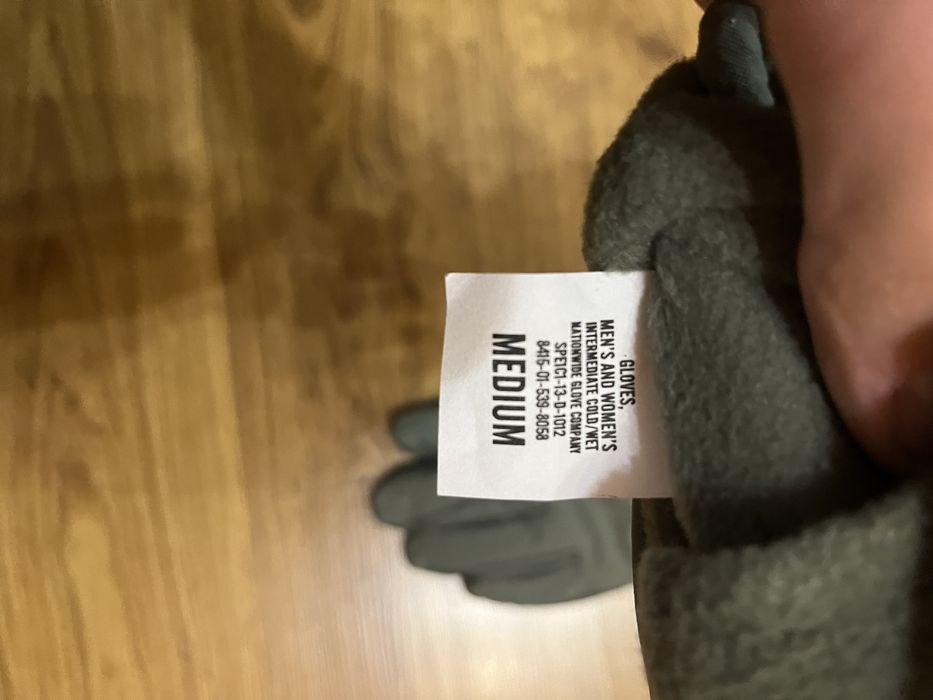 GLOVES,
MEN'S AND WOMEN'S
INTERMEDIATE COLD/WET
NATIONWIDE GLOVE COMPANY
SPE1C1-13-D-1012
8415-01-539-8058
MEDIUM